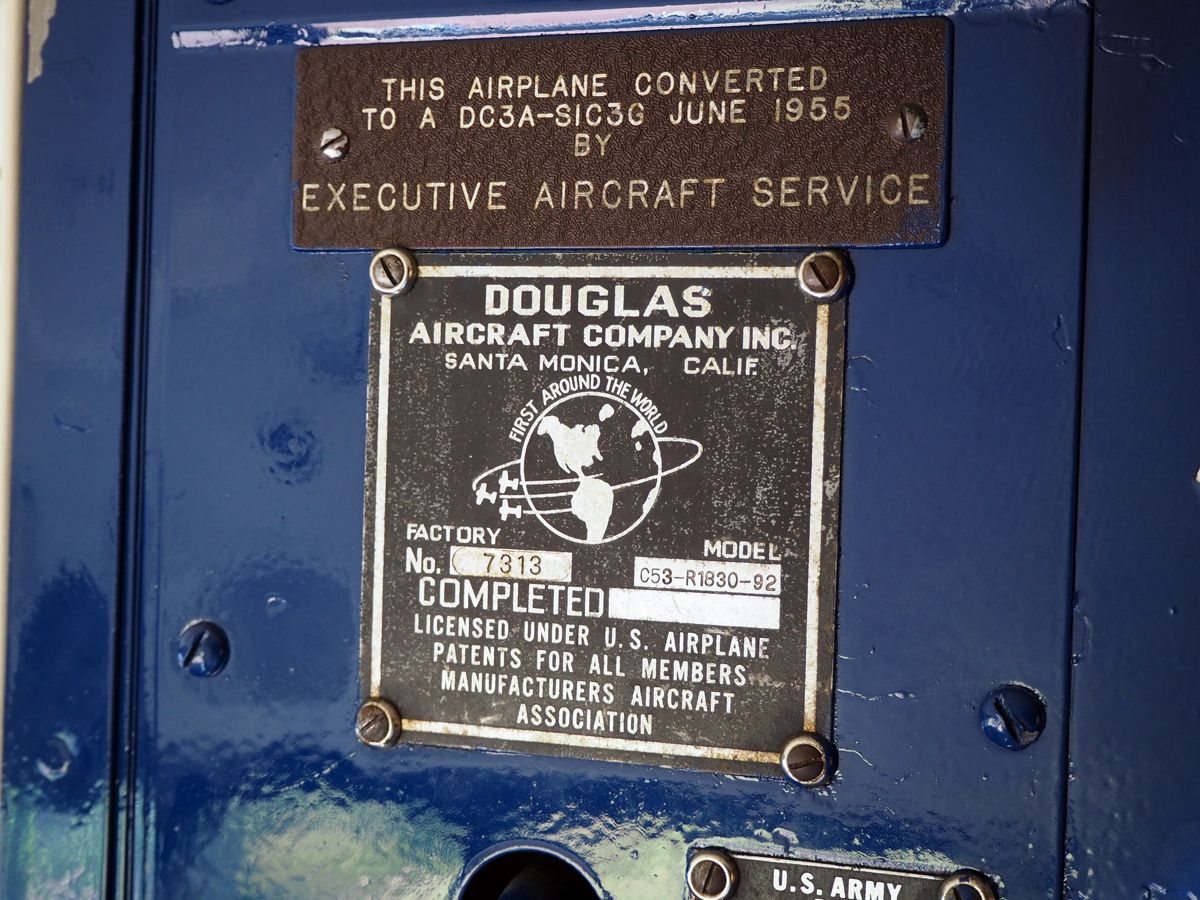 THIS AIRPLANE CONVERTED
TO A DC3A-S1C3G JUNE 1955
BY
EXECUTIVE AIRCRAFT SERVICE
DOUGLAS
AIRCRAFT COMPANY INC.
SANTA MONICA, CALIF.
FIRST AROUND THE WORLD
FACTORY
No. 7313
MODEL
C53-R1830-92
COMPLETED
LICENSED UNDER U.S. AIRPLANE
PATENTS FOR ALL MEMBERS
MANUFACTURERS AIRCRAFT
ASSOCIATION
U.S. ARMY